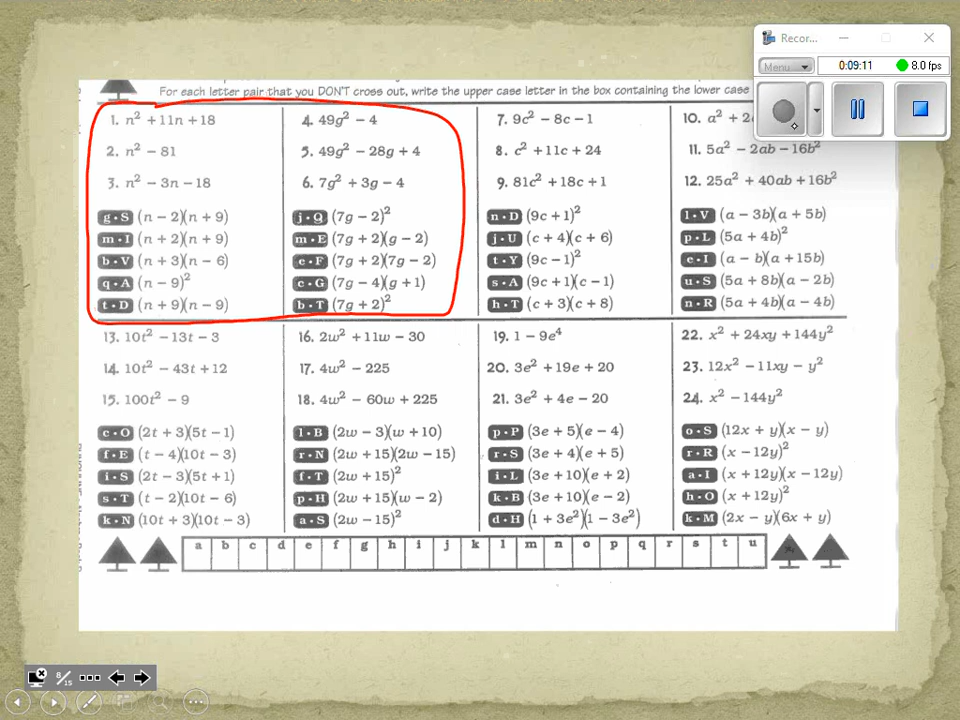 Recor...
Menu
0:09:11
8.0 fps
For each letter pair that you DON'T cross out, write the upper case letter in the box containing the lower case
1. n² + 11n + 18
2. n² − 81
3. n² − 3n − 18
g • S (n − 2)(n + 9)
m • I (n + 2)(n + 9)
b • V (n + 3)(n − 6)
q • A (n − 9)²
t • D (n + 9)(n − 9)
4. 49g² − 4
5. 49g² − 28g + 4
6. 7g² + 3g − 4
j • Q (7g − 2)²
m • E (7g + 2)(g − 2)
e • F (7g + 2)(7g − 2)
c • G (7g − 4)(g + 1)
b • T (7g + 2)²
7. 9c² − 8c − 1
8. c² + 11c + 24
9. 81c² + 18c + 1
n • D (9c + 1)²
j • U (c + 4)(c + 6)
t • Y (9c − 1)²
s • A (9c + 1)(c − 1)
h • T (c + 3)(c + 8)
10. a² + 2
11. 5a² − 2ab − 16b²
12. 25a² + 40ab + 16b²
l • V (a − 3b)(a + 5b)
p • L (5a + 4b)²
e • I (a − b)(a + 15b)
u • S (5a + 8b)(a − 2b)
n • R (5a + 4b)(a − 4b)
13. 10t² − 13t − 3
14. 10t² − 43t + 12
15. 100t² − 9
c • O (2t + 3)(5t − 1)
f • E (t − 4)(10t − 3)
i • S (2t − 3)(5t + 1)
s • T (t − 2)(10t − 6)
k • N (10t + 3)(10t − 3)
16. 2w² + 11w − 30
17. 4w² − 225
18. 4w² − 60w + 225
l • B (2w − 3)(w + 10)
r • N (2w + 15)(2w − 15)
f • T (2w + 15)²
p • H (2w + 15)(w − 2)
a • S (2w − 15)²
19. 1 − 9e⁴
20. 3e² + 19e + 20
21. 3e² + 4e − 20
p • P (3e + 5)(e − 4)
r • S (3e + 4)(e + 5)
i • L (3e + 10)(e + 2)
k • B (3e + 10)(e − 2)
d • H (1 + 3e²)(1 − 3e²)
22. x² + 24xy + 144y²
23. 12x² − 11xy − y²
24. x² − 144y²
o • S (12x + y)(x − y)
r • R (x − 12y)²
a • I (x + 12y)(x − 12y)
h • O (x + 12y)²
k • M (2x − y)(6x + y)
a b c d e f g h i j k l m n o p q r s t u
8/15